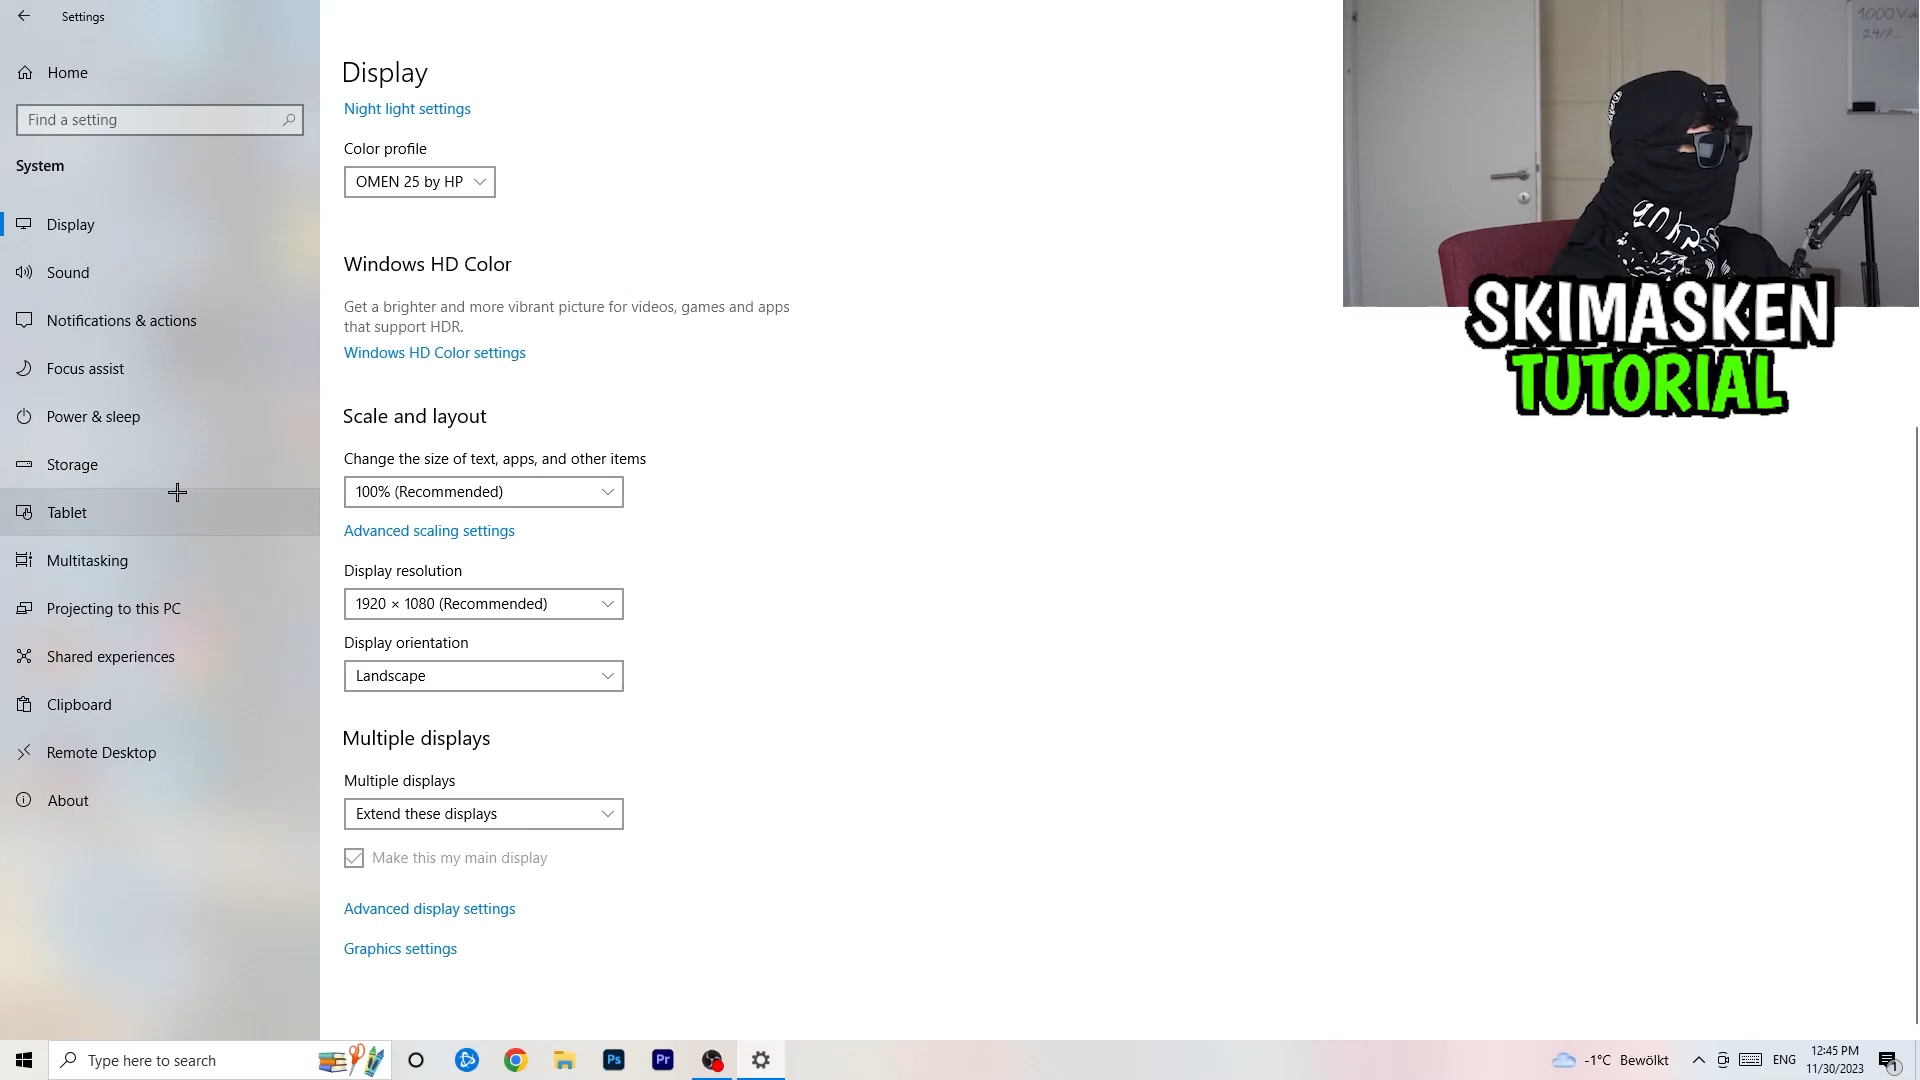 Settings
Home
Find a setting
System
Display
Sound
Notifications & actions
Focus assist
Power & sleep
Storage
Tablet
Multitasking
Projecting to this PC
Shared experiences
Clipboard
Remote Desktop
About
Display
Night light settings
Color profile
OMEN 25 by HP
Windows HD Color
Get a brighter and more vibrant picture for videos, games and apps
that support HDR.
Windows HD Color settings
Scale and layout
Change the size of text, apps, and other items
100% (Recommended)
Advanced scaling settings
Display resolution
1920 × 1080 (Recommended)
Display orientation
Landscape
Multiple displays
Multiple displays
Extend these displays
Make this my main display
Advanced display settings
Graphics settings
24/7
SKIMASKEN
TUTORIAL
Type here to search
Ps
Pr
-1°C Bewölkt
ENG
12:45 PM
11/30/2023
1